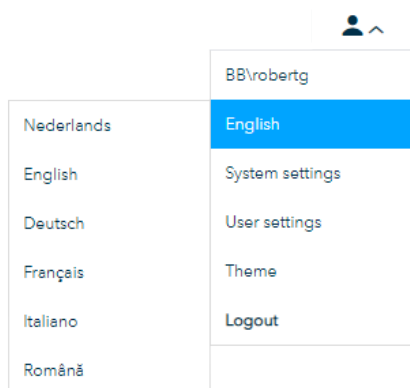 BB\robertg
English
System settings
User settings
Theme
Logout
Nederlands
English
Deutsch
Français
Italiano
Română